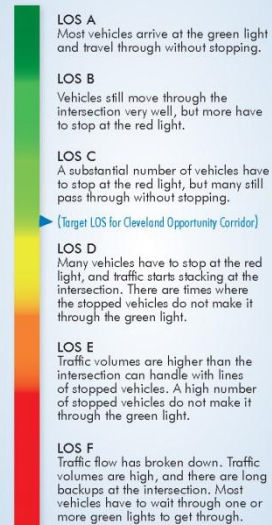 LOS A
Most vehicles arrive at the green light
and travel through without stopping.
LOS B
Vehicles still move through the
intersection very well, but more have
to stop at the red light.
LOS C
A substantial number of vehicles have
to stop at the red light, but many still
pass through without stopping.
(Target LOS for Cleveland Opportunity Corridor)
LOS D
Many vehicles have to stop at the red
light, and traffic starts stacking at the
intersection. There are times where
the stopped vehicles do not make it
through the green light.
LOS E
Traffic volumes are higher than the
intersection can handle with lines
of stopped vehicles. A high number
of stopped vehicles do not make it
through the green light.
LOS F
Traffic flow has broken down. Traffic
volumes are high, and there are long
backups at the intersection. Most
vehicles have to wait through one or
more green lights to get through.